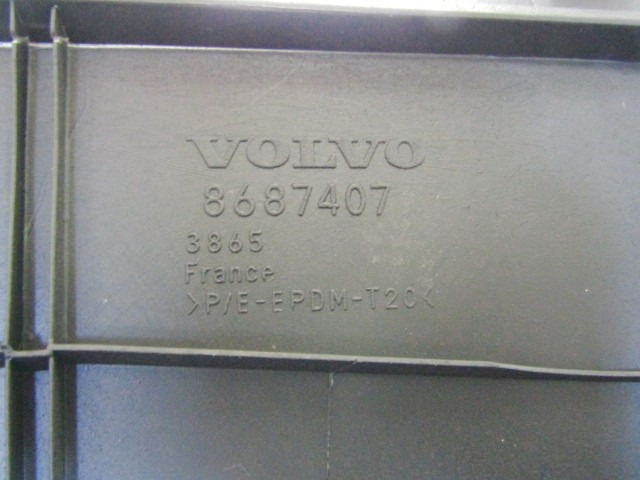 VOLVO
8687407
3865
France
>P/E-EPDM-T20<